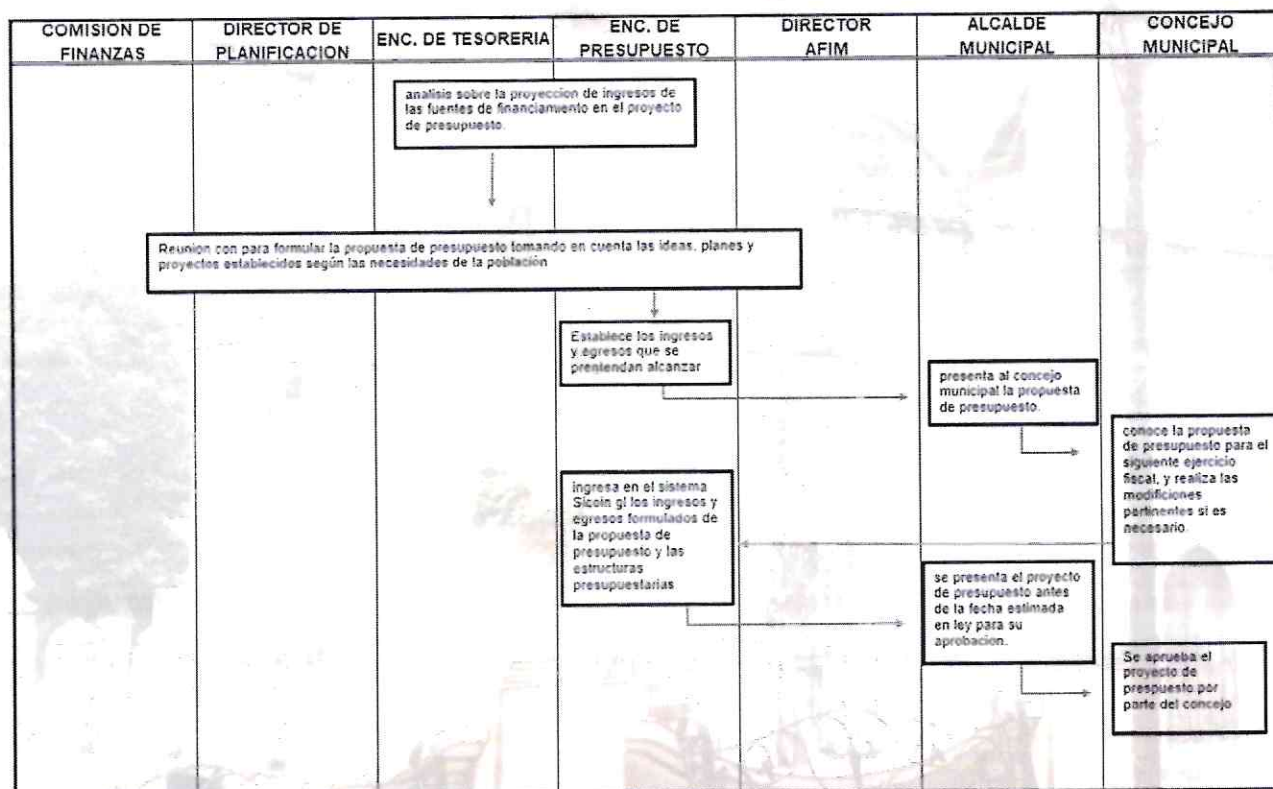 COMISION DE
FINANZAS
DIRECTOR DE
PLANIFICACION
ENC. DE TESORERIA
ENC. DE
PRESUPUESTO
DIRECTOR
AFIM
ALCALDE
MUNICIPAL
CONCEJO
MUNICIPAL
analisis sobre la proyeccion de ingresos de
las fuentes de financiamiento en el proyecto
de presupuesto.
Reunion con para formular la propuesta de presupuesto tomando en cuenta las ideas, planes y
proyectos establecidos según las necesidades de la población
Establece los ingresos
y egresos que se
prentendan alcanzar
presenta al concejo
municipal la propuesta
de presupuesto.
conoce la propuesta
de presupuesto para el
siguiente ejercicio
fiscal, y realiza las
modificiones
pertinentes si es
necesario.
ingresa en el sistema
Sicoin gl los ingresos y
egresos formulados de
la propuesta de
presupuesto y las
estructuras
presupuestarias
se presenta el proyecto
de presupuesto antes
de la fecha estimada
en ley para su
aprobacion.
Se aprueba el
proyecto de
prespuesto por
parte del concejo